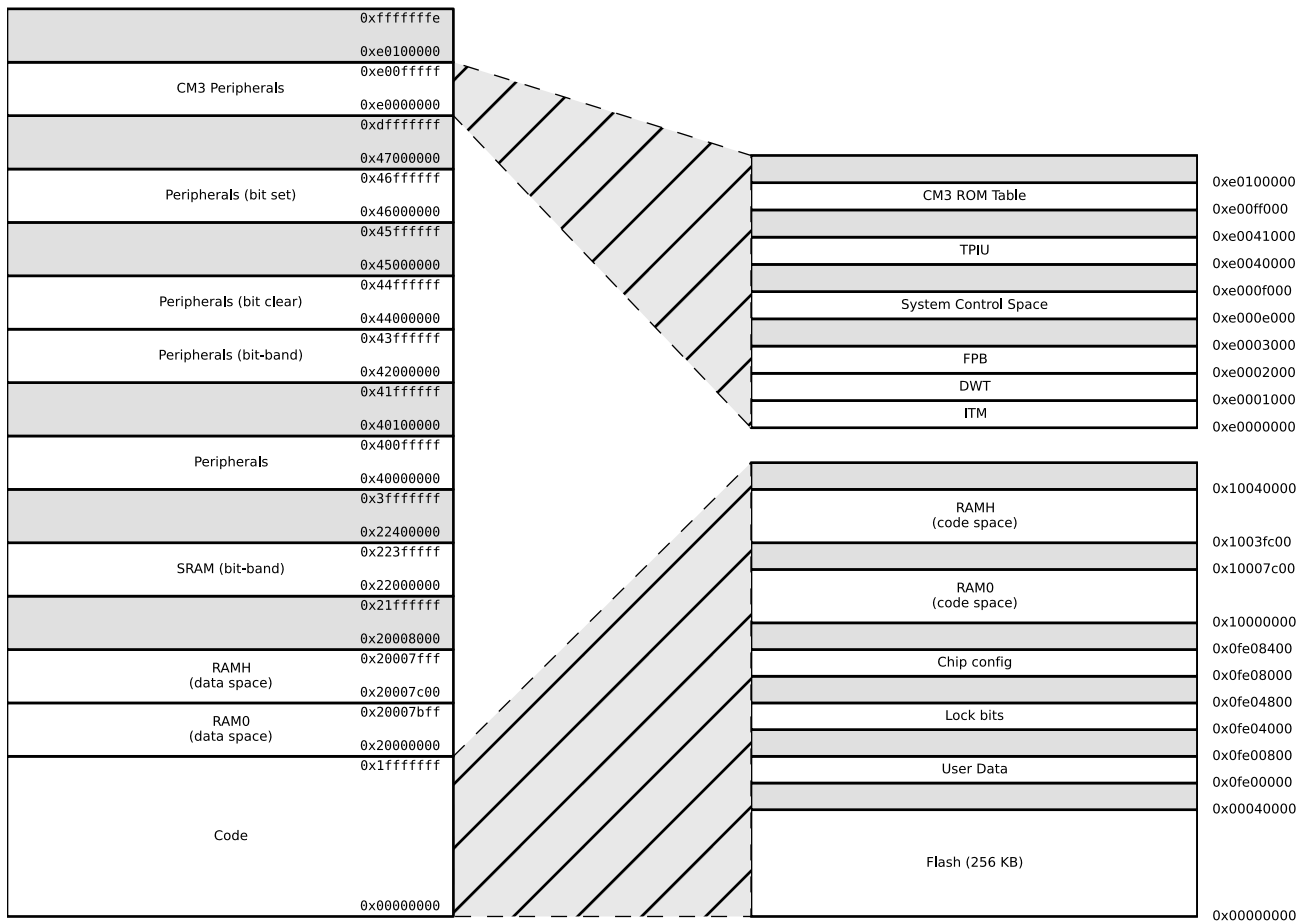 0xfffffffe
0xe0100000
0xe00fffff
CM3 Peripherals
0xe0000000
0xdfffffff
0x47000000
0x46ffffff
Peripherals (bit set)
0x46000000
0x45ffffff
0x45000000
0x44ffffff
Peripherals (bit clear)
0x44000000
0x43ffffff
Peripherals (bit-band)
0x42000000
0x41ffffff
0x40100000
0x400fffff
Peripherals
0x40000000
0x3fffffff
0x22400000
0x223fffff
SRAM (bit-band)
0x22000000
0x21ffffff
0x20008000
0x20007fff
RAMH
(data space)
0x20007c00
0x20007bff
RAM0
(data space)
0x20000000
0x1fffffff
Code
0x00000000
0xe0100000
CM3 ROM Table
0xe00ff000
0xe0041000
TPIU
0xe0040000
0xe000f000
System Control Space
0xe000e000
0xe0003000
FPB
0xe0002000
DWT
0xe0001000
ITM
0xe0000000
0x10040000
RAMH
(code space)
0x1003fc00
0x10007c00
RAM0
(code space)
0x10000000
0x0fe08400
Chip config
0x0fe08000
0x0fe04800
Lock bits
0x0fe04000
0x0fe00800
User Data
0x0fe00000
0x00040000
Flash (256 KB)
0x00000000